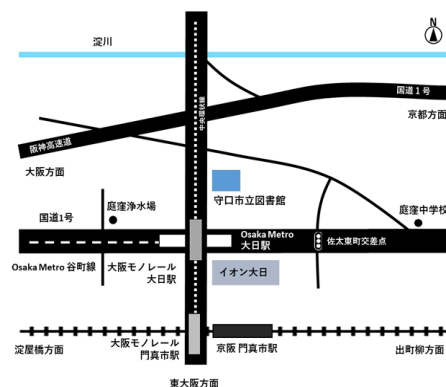 N
淀川
国道1号
京都方面
中央環状線
阪神高速道
大阪方面
守口市立図書館
庭窪浄水場
国道1号
庭窪中学校
Osaka Metro
大日駅
佐太東町交差点
Osaka Metro 谷町線
大阪モノレール
大日駅
イオン大日
淀屋橋方面
大阪モノレール
門真市駅
京阪 門真市駅
出町柳方面
東大阪方面